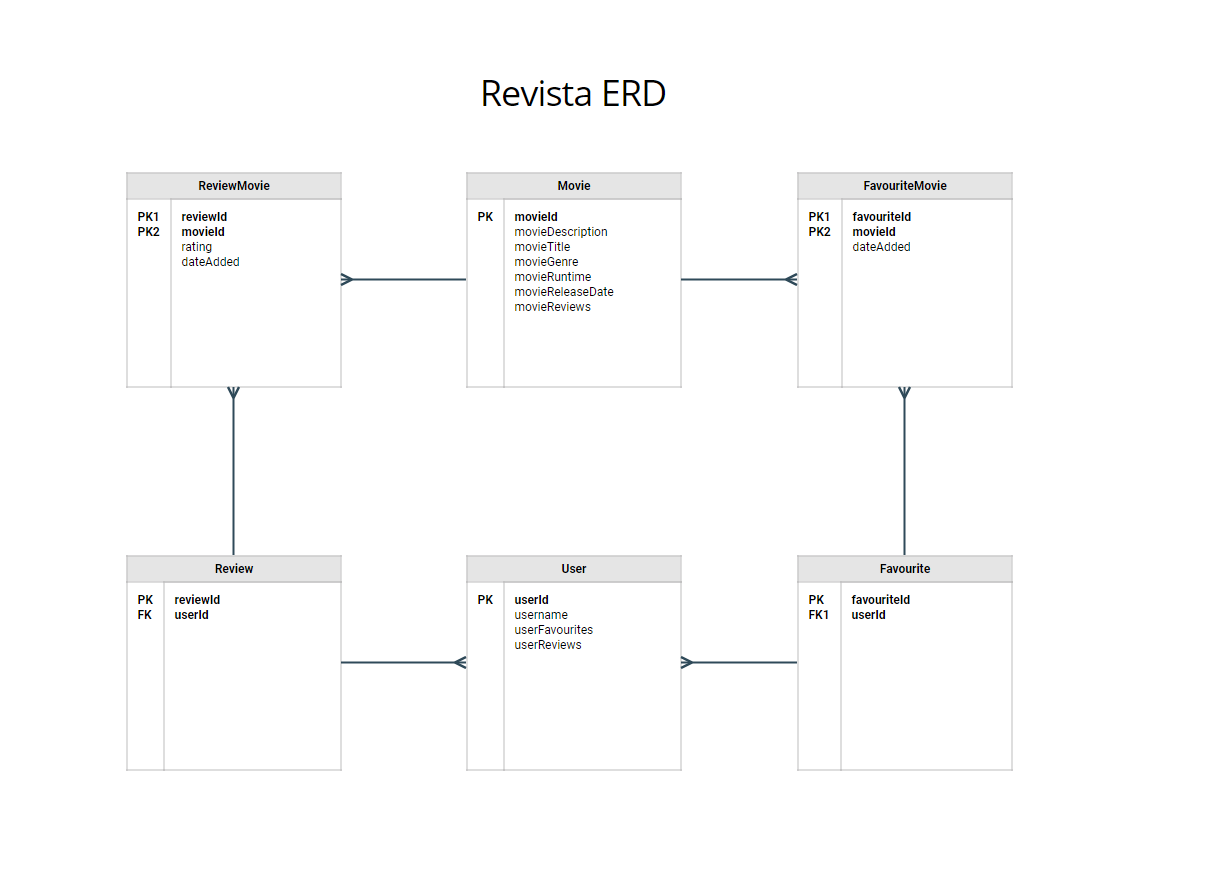 Revista ERD
ReviewMovie
PK1 reviewId
PK2 movieId
rating
dateAdded
Movie
PK movieId
movieDescription
movieTitle
movieGenre
movieRuntime
movieReleaseDate
movieReviews
FavouriteMovie
PK1 favouriteId
PK2 movieId
dateAdded
Review
PK reviewId
FK userId
User
PK userId
username
userFavourites
userReviews
Favourite
PK favouriteId
FK1 userId